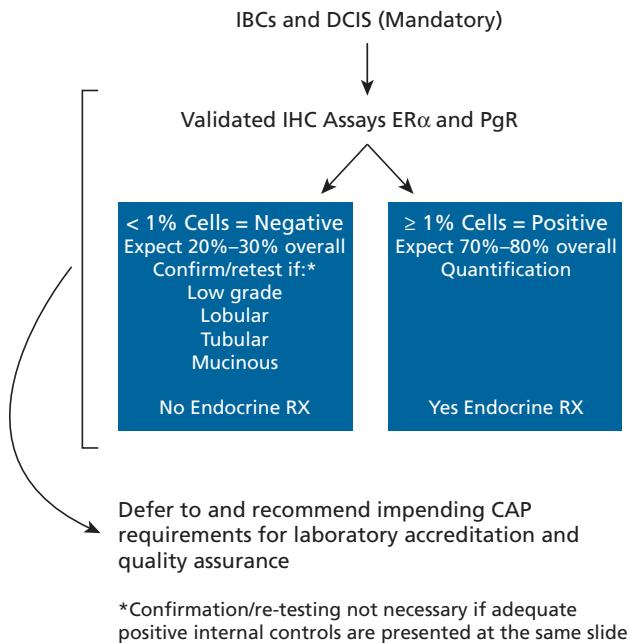 IBCs and DCIS (Mandatory)
Validated IHC Assays ERα and PgR
< 1% Cells = Negative
Expect 20%–30% overall
Confirm/retest if:*
Low grade
Lobular
Tubular
Mucinous
No Endocrine RX
≥ 1% Cells = Positive
Expect 70%–80% overall
Quantification
Yes Endocrine RX
Defer to and recommend impending CAP
requirements for laboratory accreditation and
quality assurance
*Confirmation/re-testing not necessary if adequate
positive internal controls are presented at the same slide